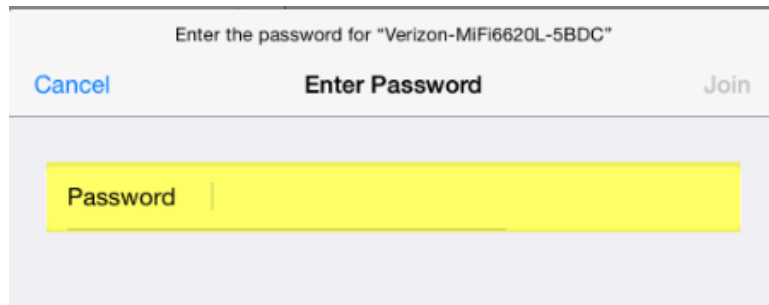 Enter the password for “Verizon-MiFi6620L-5BDC”
Cancel Enter Password Join
Password